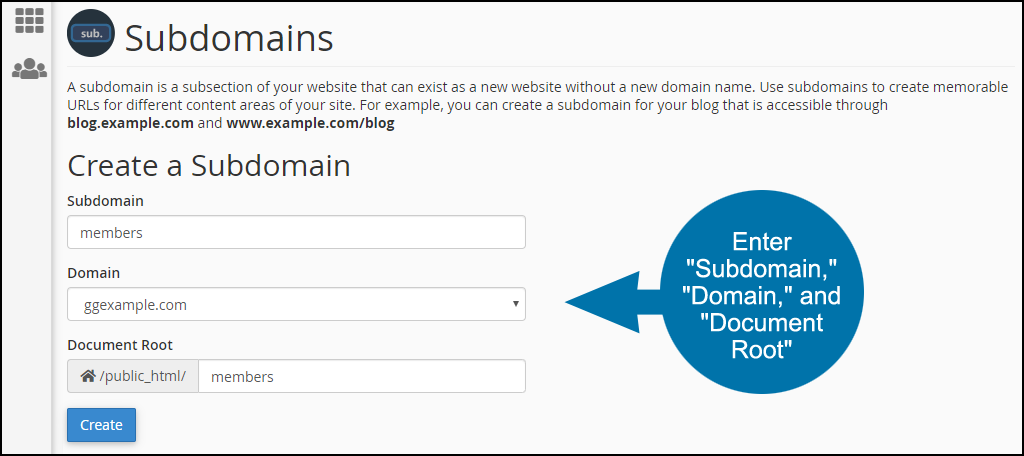 sub.
Subdomains
A subdomain is a subsection of your website that can exist as a new website without a new domain name. Use subdomains to create memorable
URLs for different content areas of your site. For example, you can create a subdomain for your blog that is accessible through
blog.example.com and www.example.com/blog
Create a Subdomain
Subdomain
members
Domain
ggexample.com
Document Root
/public_html/ members
Create
Enter
"Subdomain,"
"Domain," and
"Document
Root"